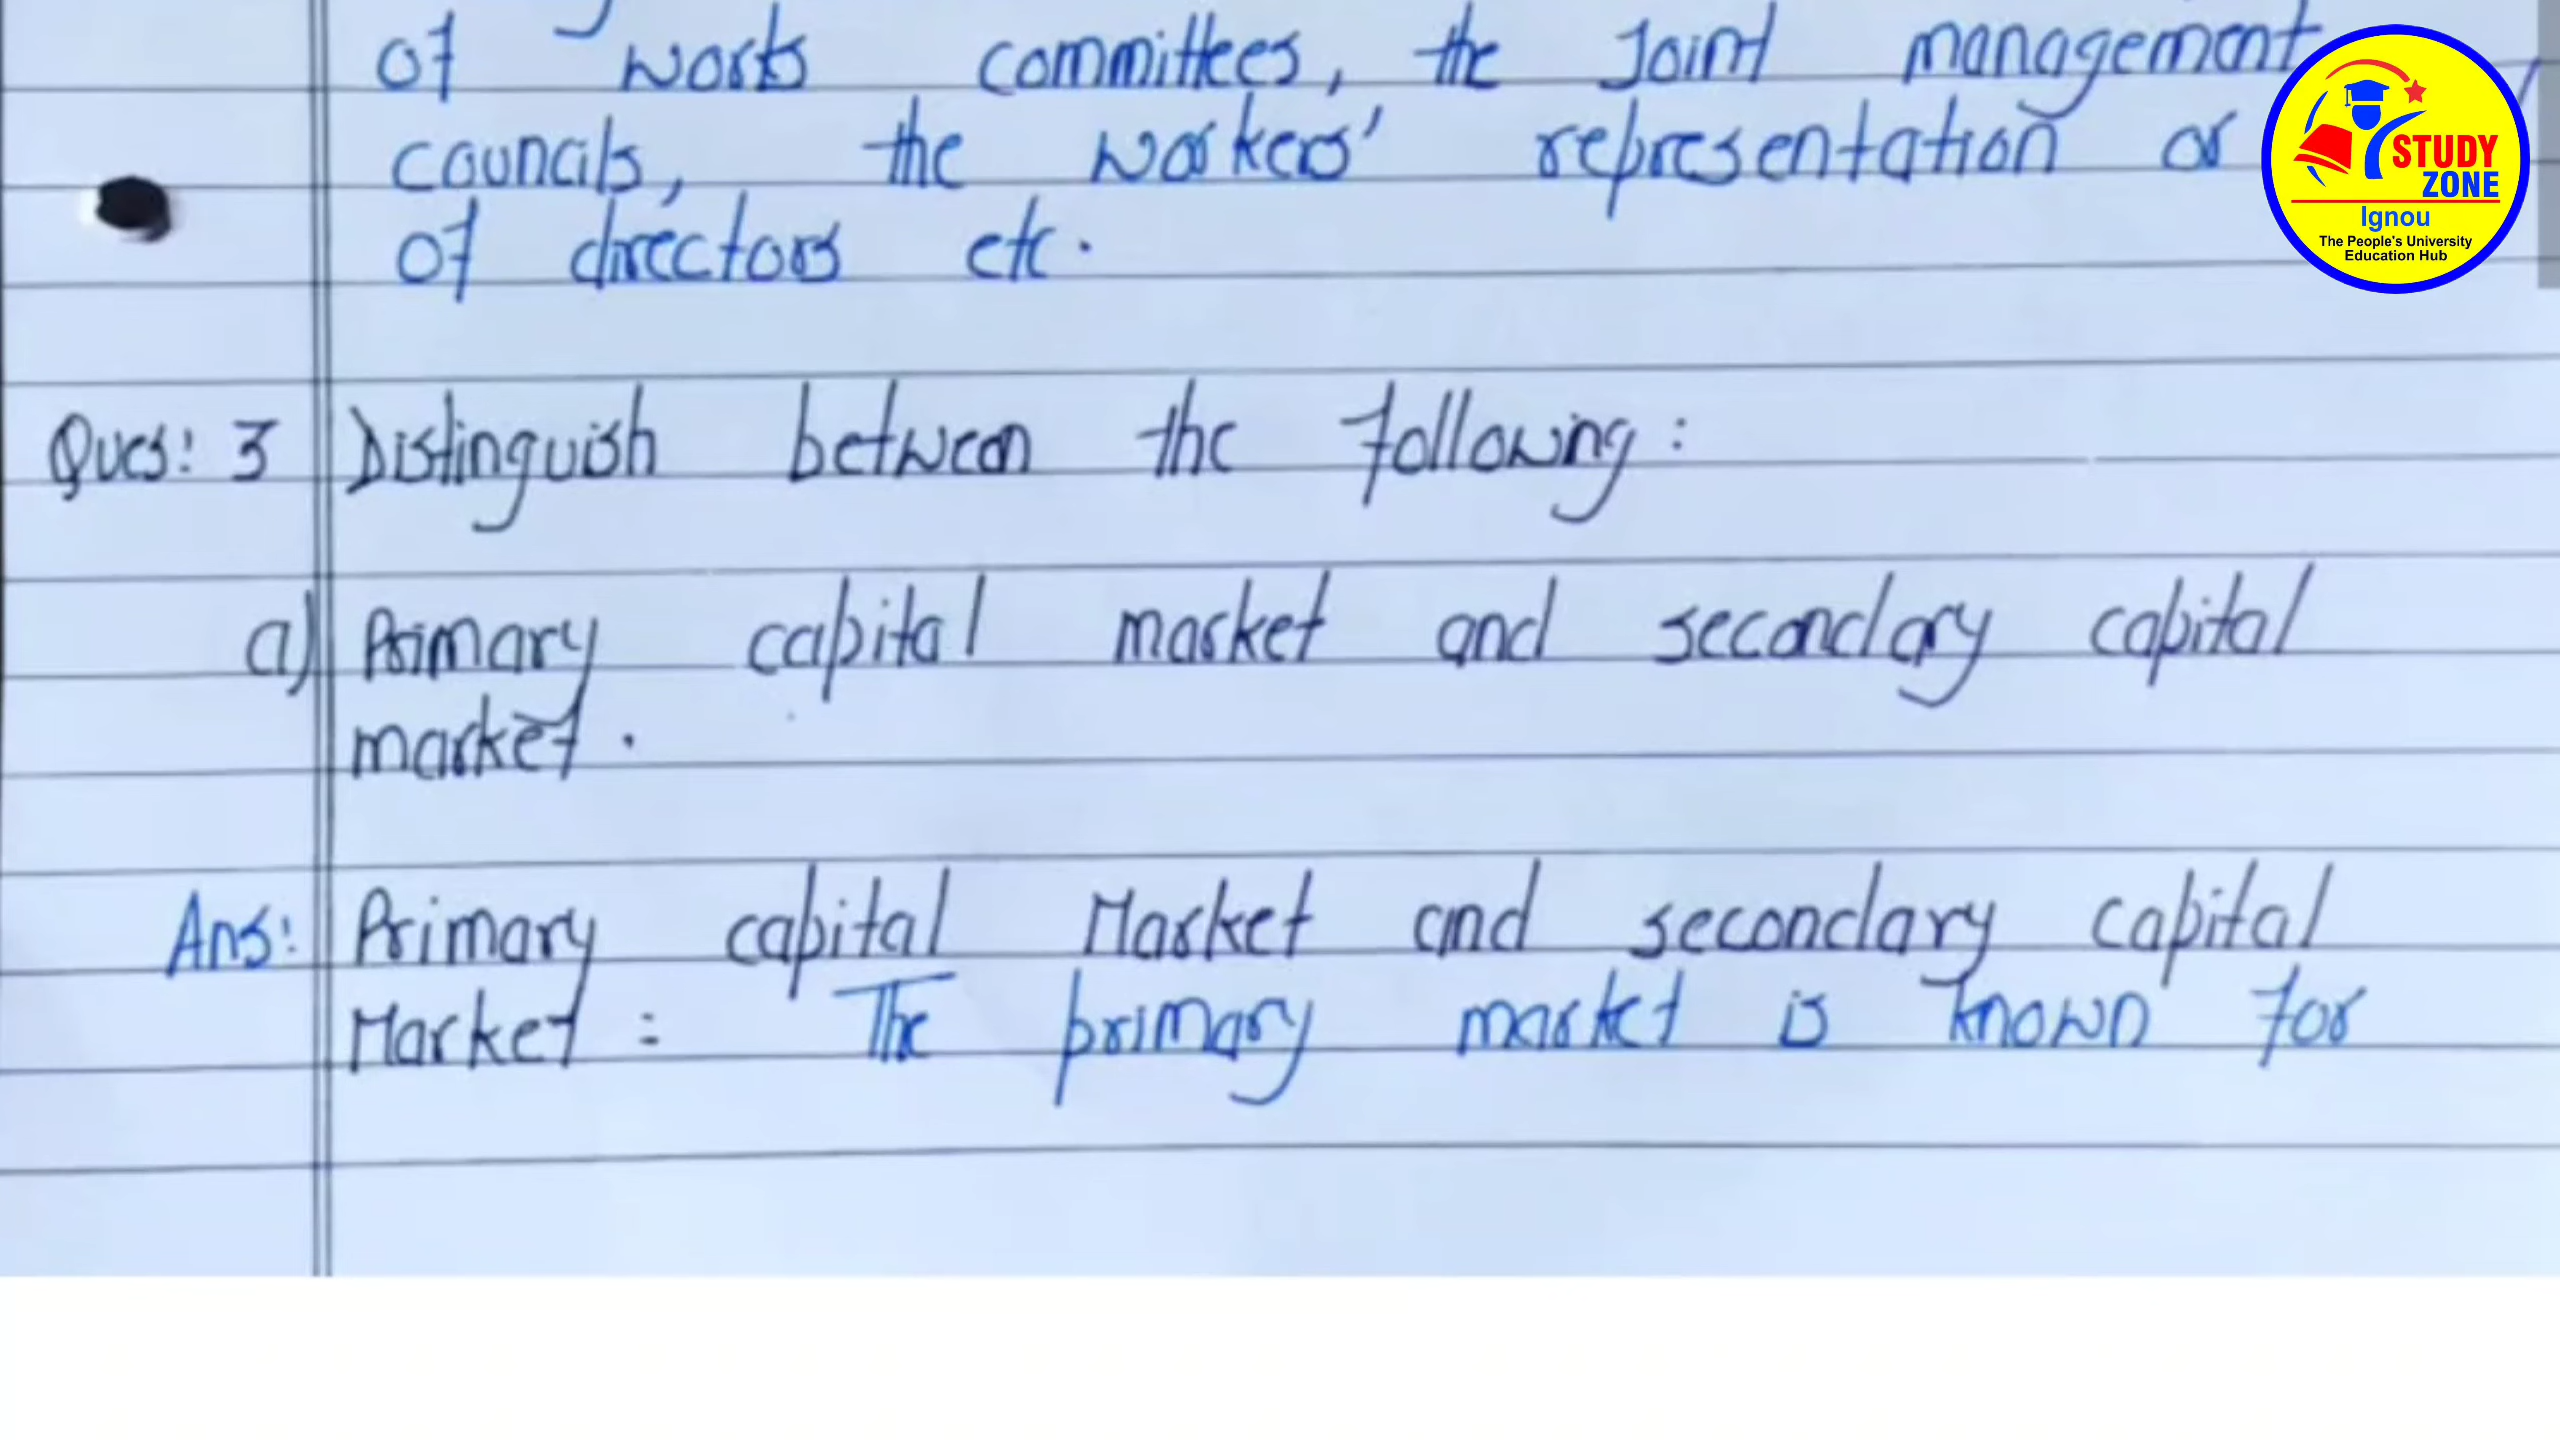 of works committees, the Joint management
councils, the workers' representation or
of directors etc.
Ques: 3 Distinguish between the following:
a) Primary capital market and secondary capital
market.
Ans: Primary capital Market and secondary capital
Market: The primary market is known for
STUDY
ZONE
Ignou
The People's University
Education Hub